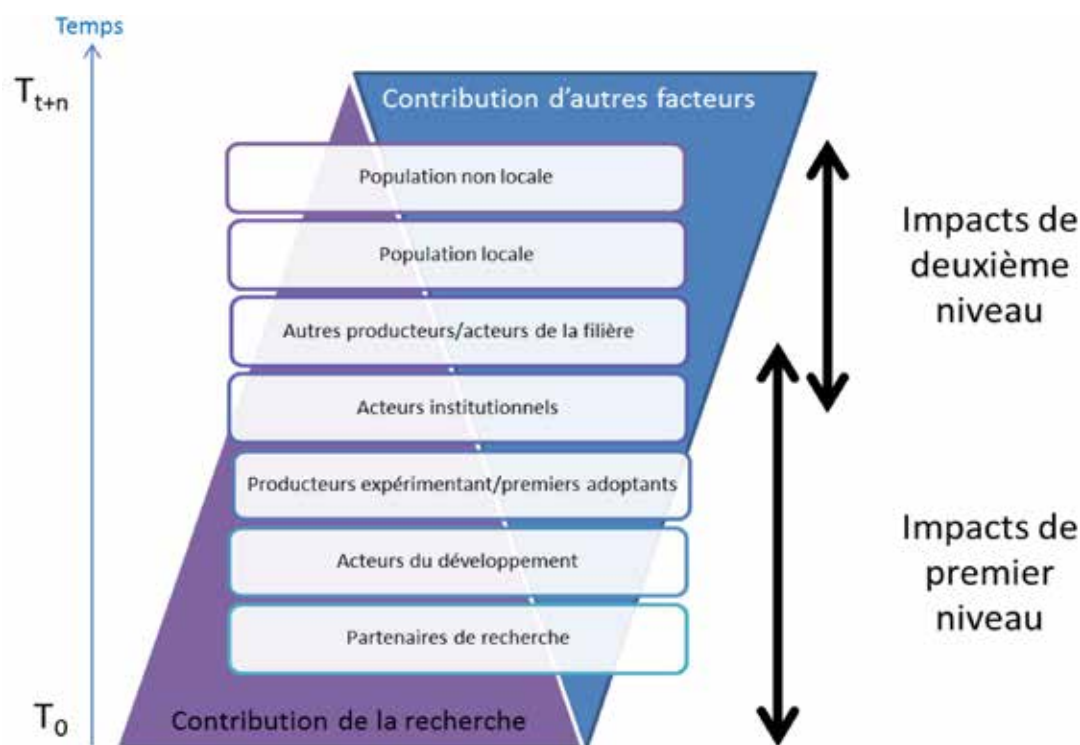 Temps
T_{t+n}
Contribution d'autres facteurs
Population non locale
Population locale
Autres producteurs/acteurs de la filière
Acteurs institutionnels
Producteurs expérimentant/premiers adoptants
Acteurs du développement
Partenaires de recherche
Impacts de
deuxième
niveau
Impacts de
premier
niveau
T_0
Contribution de la recherche